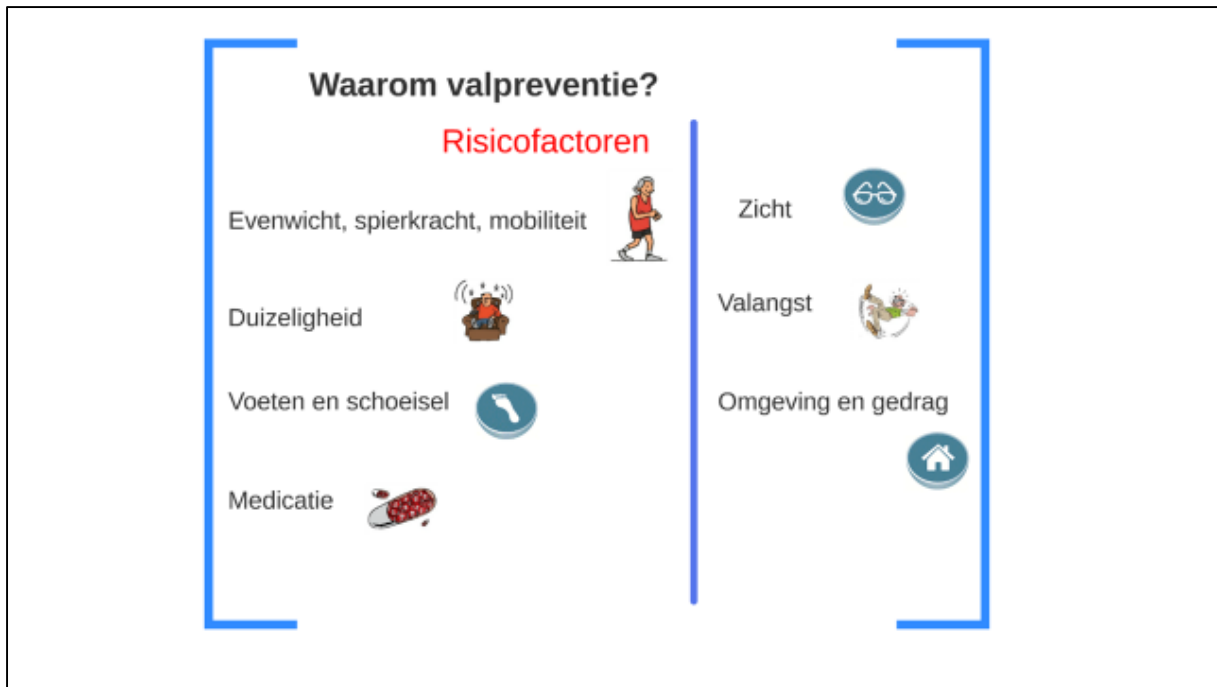 Waarom valpreventie?
Risicofactoren
Evenwicht, spierkracht, mobiliteit
Duizeligheid
Voeten en schoeisel
Medicatie
Zicht
Valangst
Omgeving en gedrag